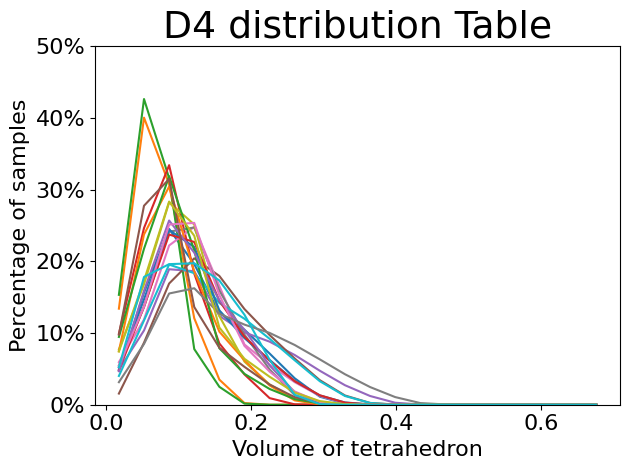 D4 distribution Table
Percentage of samples
50%
40%
30%
20%
10%
0%
0.0 0.2 0.4 0.6
Volume of tetrahedron